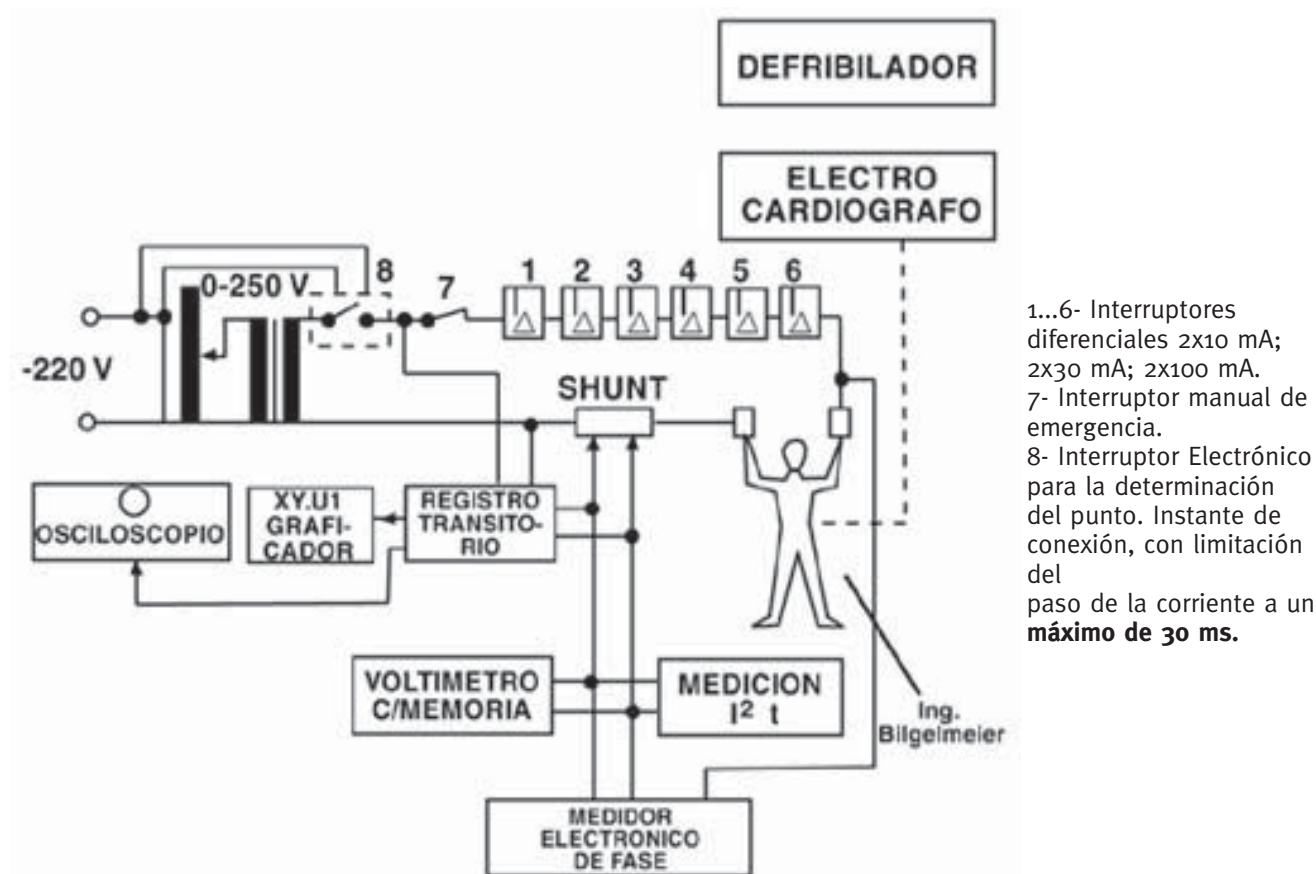 DEFRIBILADOR
ELECTRO
CARDIOGRAFO
0-250 V
8
7
1
2
3
4
5
6
-220 V
SHUNT
OSCILOSCOPIO
XY.U1
GRAFI-
CADOR
REGISTRO
TRANSITO-
RIO
VOLTIMETRO
C/MEMORIA
MEDICION
I² t
Ing.
Bilgelmeier
MEDIDOR
ELECTRONICO
DE FASE
1...6- Interruptores
diferenciales 2x10 mA;
2x30 mA; 2x100 mA.
7- Interruptor manual de
emergencia.
8- Interruptor Electrónico
para la determinación
del punto. Instante de
conexión, con limitación
del
paso de la corriente a un
máximo de 30 ms.